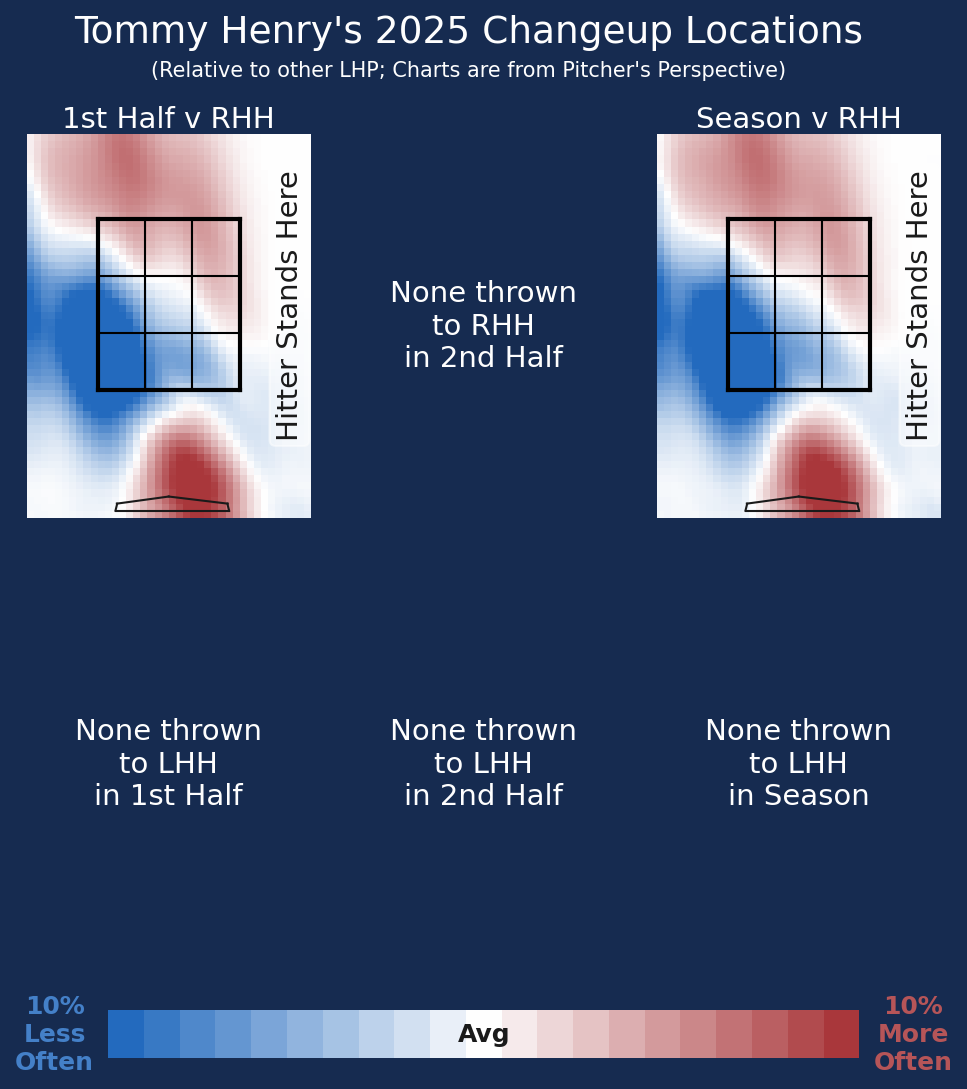 Tommy Henry's 2025 Changeup Locations
(Relative to other LHP; Charts are from Pitcher's Perspective)
1st Half v RHH
Season v RHH
Hitter Stands Here
None thrown
to RHH
in 2nd Half
Hitter Stands Here
None thrown
to LHH
in 1st Half
None thrown
to LHH
in 2nd Half
None thrown
to LHH
in Season
10%
Less
Often
Avg
10%
More
Often